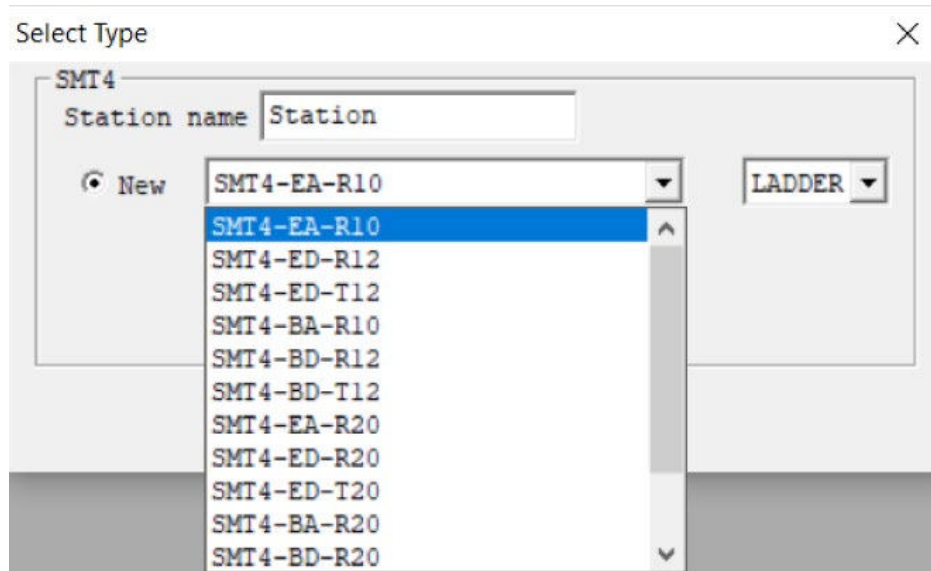 Select Type
SMT4
Station name Station
New SMT4-EA-R10 LADDER
SMT4-EA-R10
SMT4-ED-R12
SMT4-ED-T12
SMT4-BA-R10
SMT4-BD-R12
SMT4-BD-T12
SMT4-EA-R20
SMT4-ED-R20
SMT4-ED-T20
SMT4-BA-R20
SMT4-BD-R20